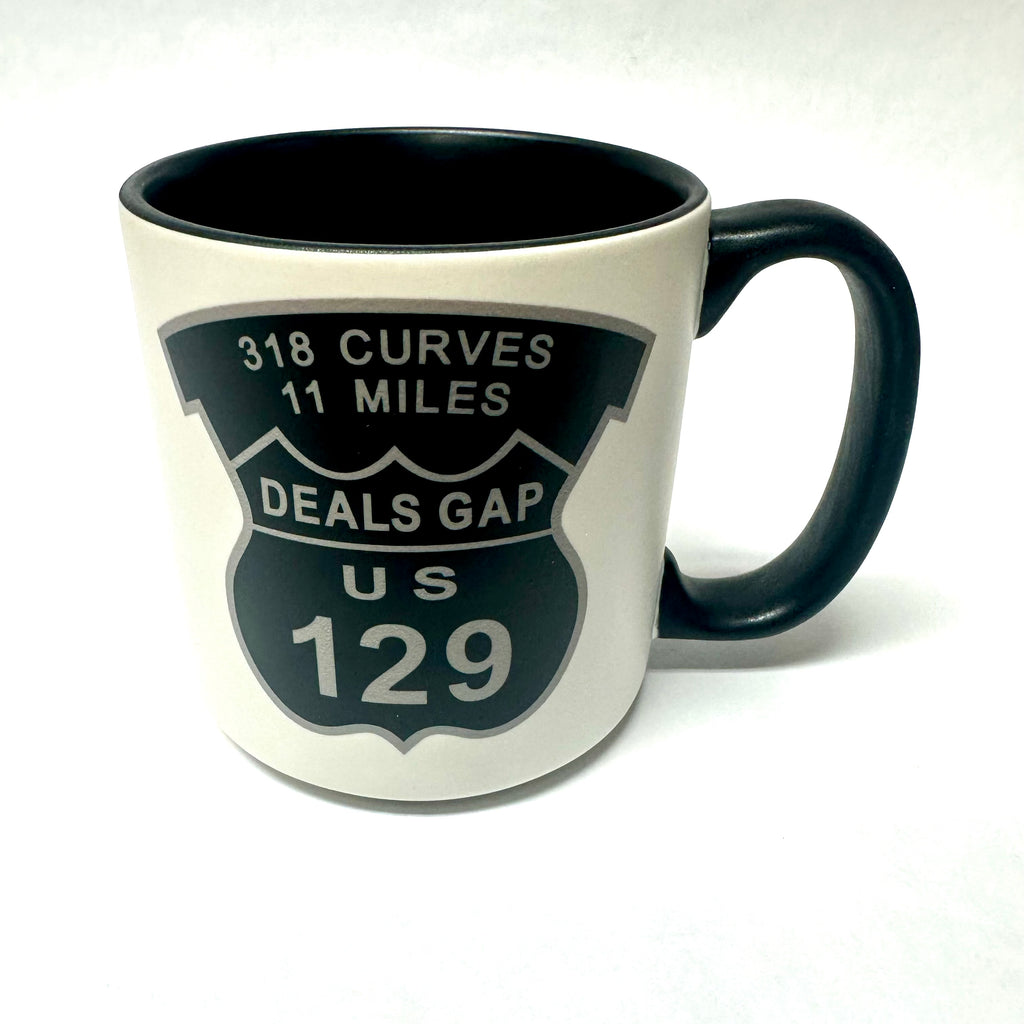 318 CURVES
11 MILES
DEALS GAP
US
129